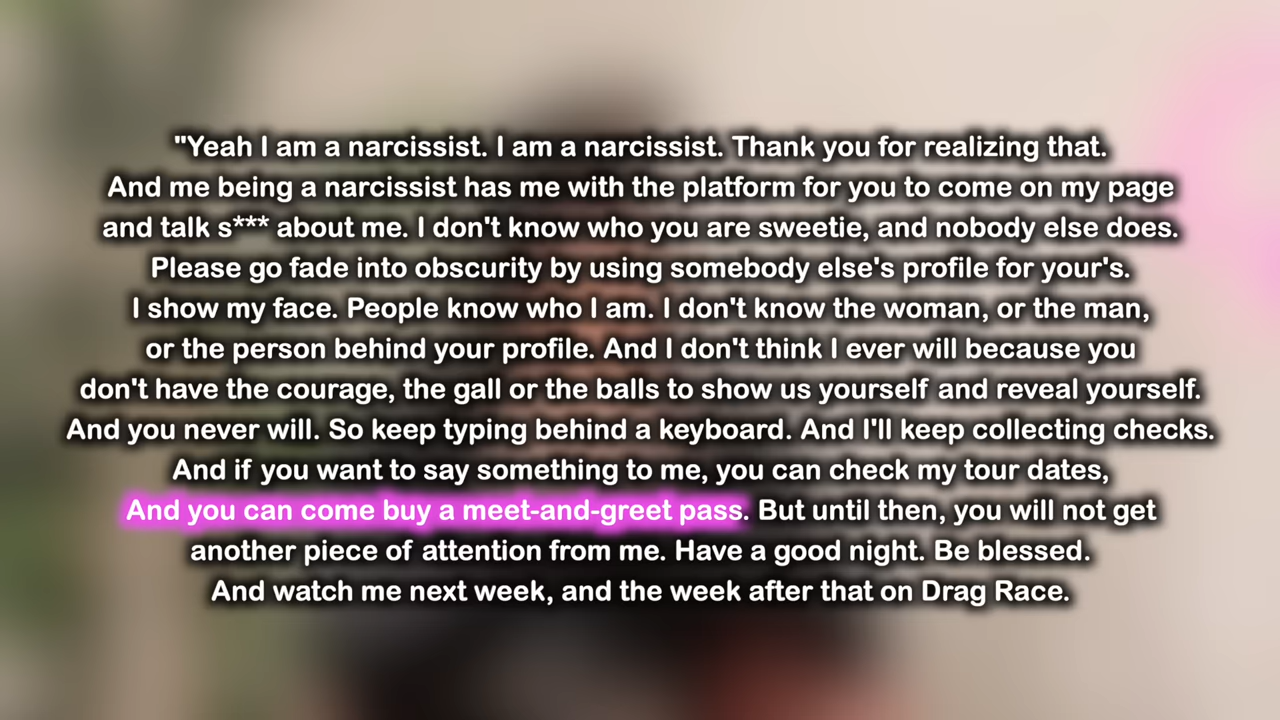 "Yeah I am a narcissist. I am a narcissist. Thank you for realizing that.
And me being a narcissist has me with the platform for you to come on my page
and talk s*** about me. I don't know who you are sweetie, and nobody else does.
Please go fade into obscurity by using somebody else's profile for your's.
I show my face. People know who I am. I don't know the woman, or the man,
or the person behind your profile. And I don't think I ever will because you
don't have the courage, the gall or the balls to show us yourself and reveal yourself.
And you never will. So keep typing behind a keyboard. And I'll keep collecting checks.
And if you want to say something to me, you can check my tour dates,
And you can come buy a meet-and-greet pass. But until then, you will not get
another piece of attention from me. Have a good night. Be blessed.
And watch me next week, and the week after that on Drag Race.